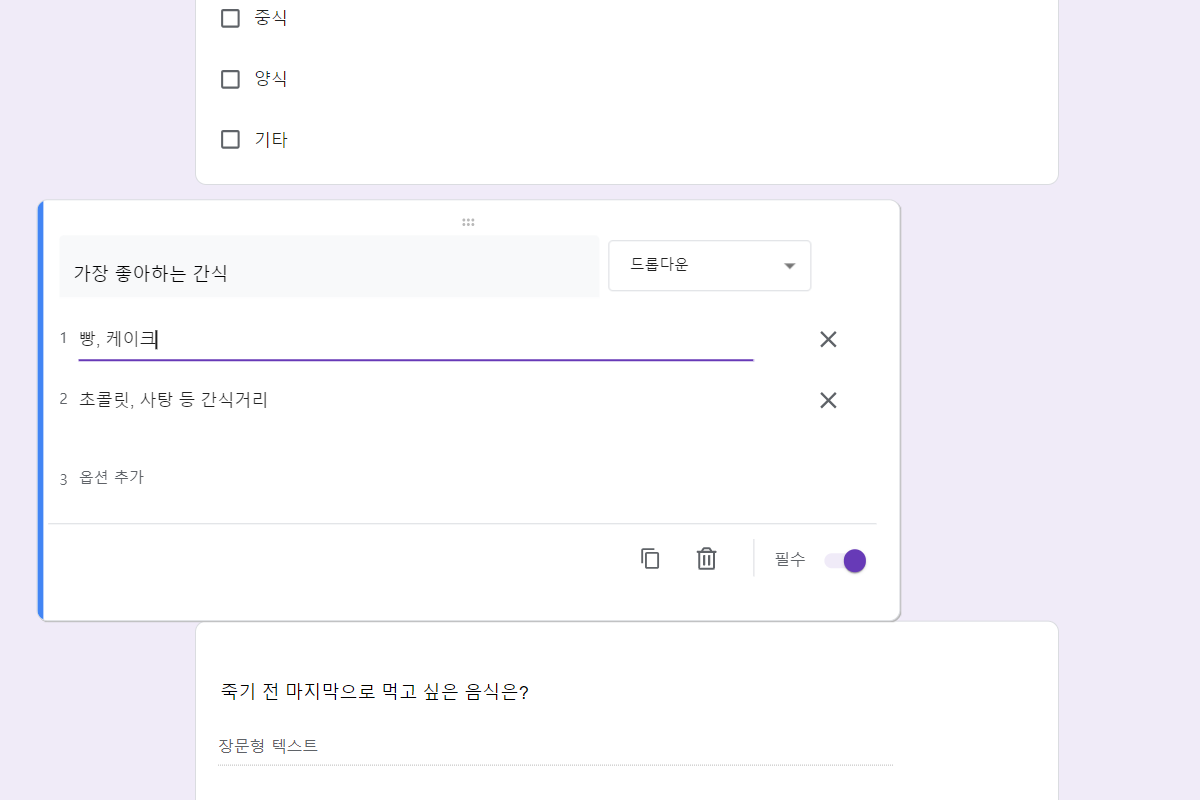 중식
양식
기타
가장 좋아하는 간식
드롭다운
1 빵, 케이크
2 초콜릿, 사탕 등 간식거리
3 옵션 추가
필수
죽기 전 마지막으로 먹고 싶은 음식은?
장문형 텍스트